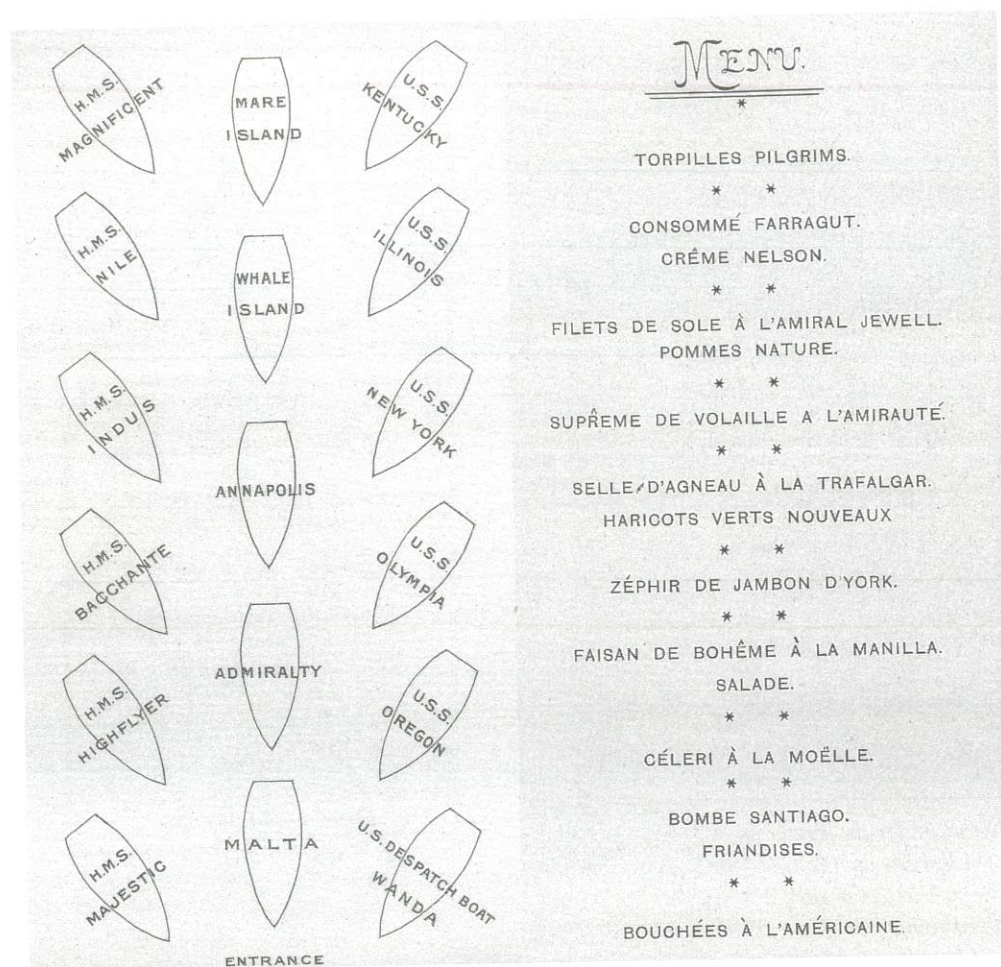 H.M.S.
MAGNIFICENT
MARE
ISLAND
U.S.S.
KENTUCKY
H.M.S.
NILE
WHALE
ISLAND
U.S.S.
ILLINOIS
H.M.S.
INDUS
ANNAPOLIS
U.S.S.
NEW YORK
H.M.S.
BACCHANTE
ADMIRALTY
U.S.S
OLYMPIA
H.M.S.
HIGHFLYER
U.S.S.
OREGON
H.M.S.
MAJESTIC
MALTA
U.S. DESPATCH BOAT
WANDA
ENTRANCE
MENU.
*
TORPILLES PILGRIMS.
* *
CONSOMMÉ FARRAGUT.
CRÊME NELSON.
* *
FILETS DE SOLE À L'AMIRAL JEWELL.
POMMES NATURE.
* *
SUPRÊME DE VOLAILLE A L'AMIRAUTÉ.
* *
SELLE D'AGNEAU À LA TRAFALGAR.
HARICOTS VERTS NOUVEAUX
* *
ZÉPHIR DE JAMBON D'YORK.
* *
FAISAN DE BOHÊME À LA MANILLA.
SALADE.
* *
CÉLERI À LA MOËLLE.
* *
BOMBE SANTIAGO.
FRIANDISES.
* *
BOUCHÉES À L'AMÉRICAINE.